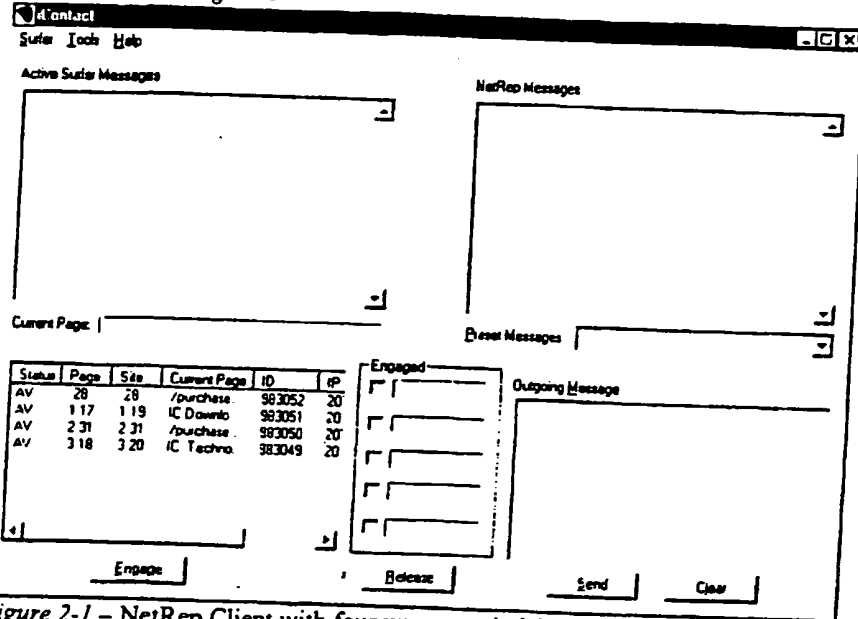 iContact
Surfer Tools Help
Active Surfer Messages
NetRep Messages
Current Page:
Preset Messages
Status Page Site Current Page ID IP
AV 28 28 /purchase. 983052 20
AV 1 17 1 19 IC Downlo 983051 20
AV 2 31 2 31 /purchase. 983050 20
AV 3 18 3 20 IC Techno. 983049 20
Engaged
Outgoing Message
Engage
Release
Send
Clear
igure 2-1 – NetRep Client with four